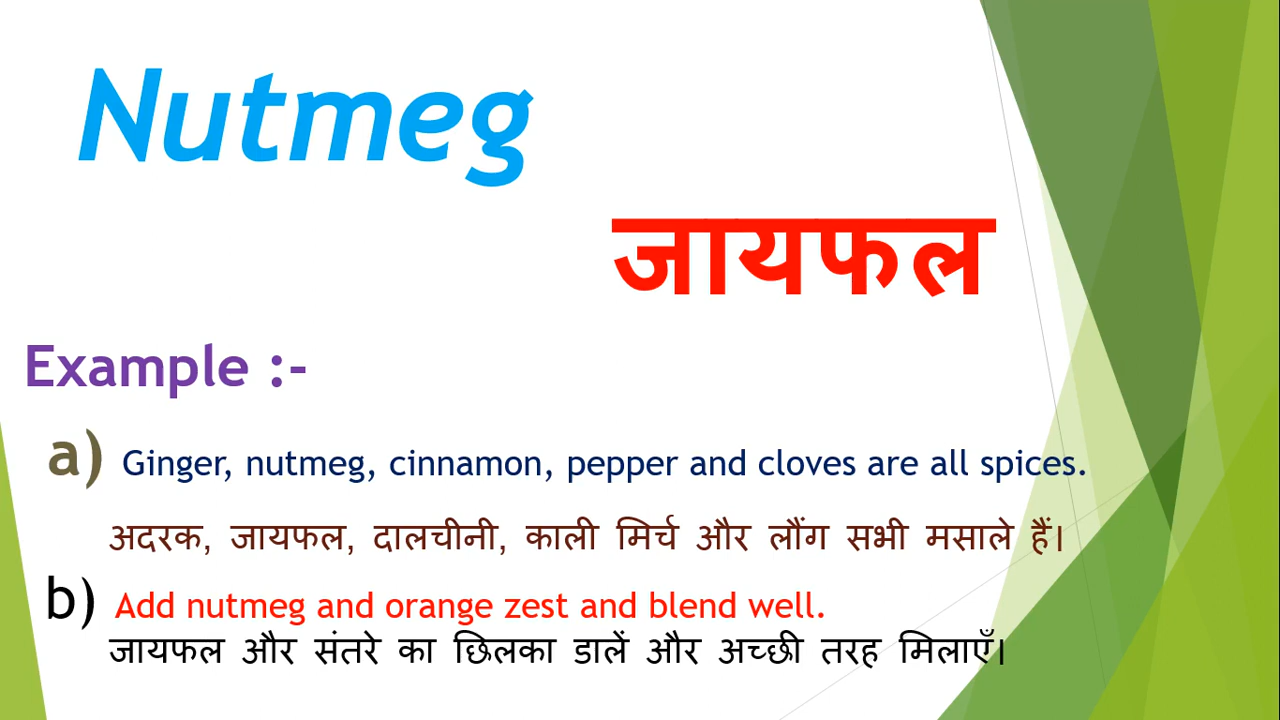 Nutmeg
जायफल
Example :-
a) Ginger, nutmeg, cinnamon, pepper and cloves are all spices.
अदरक, जायफल, दालचीनी, काली मिर्च और लौंग सभी मसाले हैं।
b) Add nutmeg and orange zest and blend well.
जायफल और संतरे का छिलका डालें और अच्छी तरह मिलाएँ।